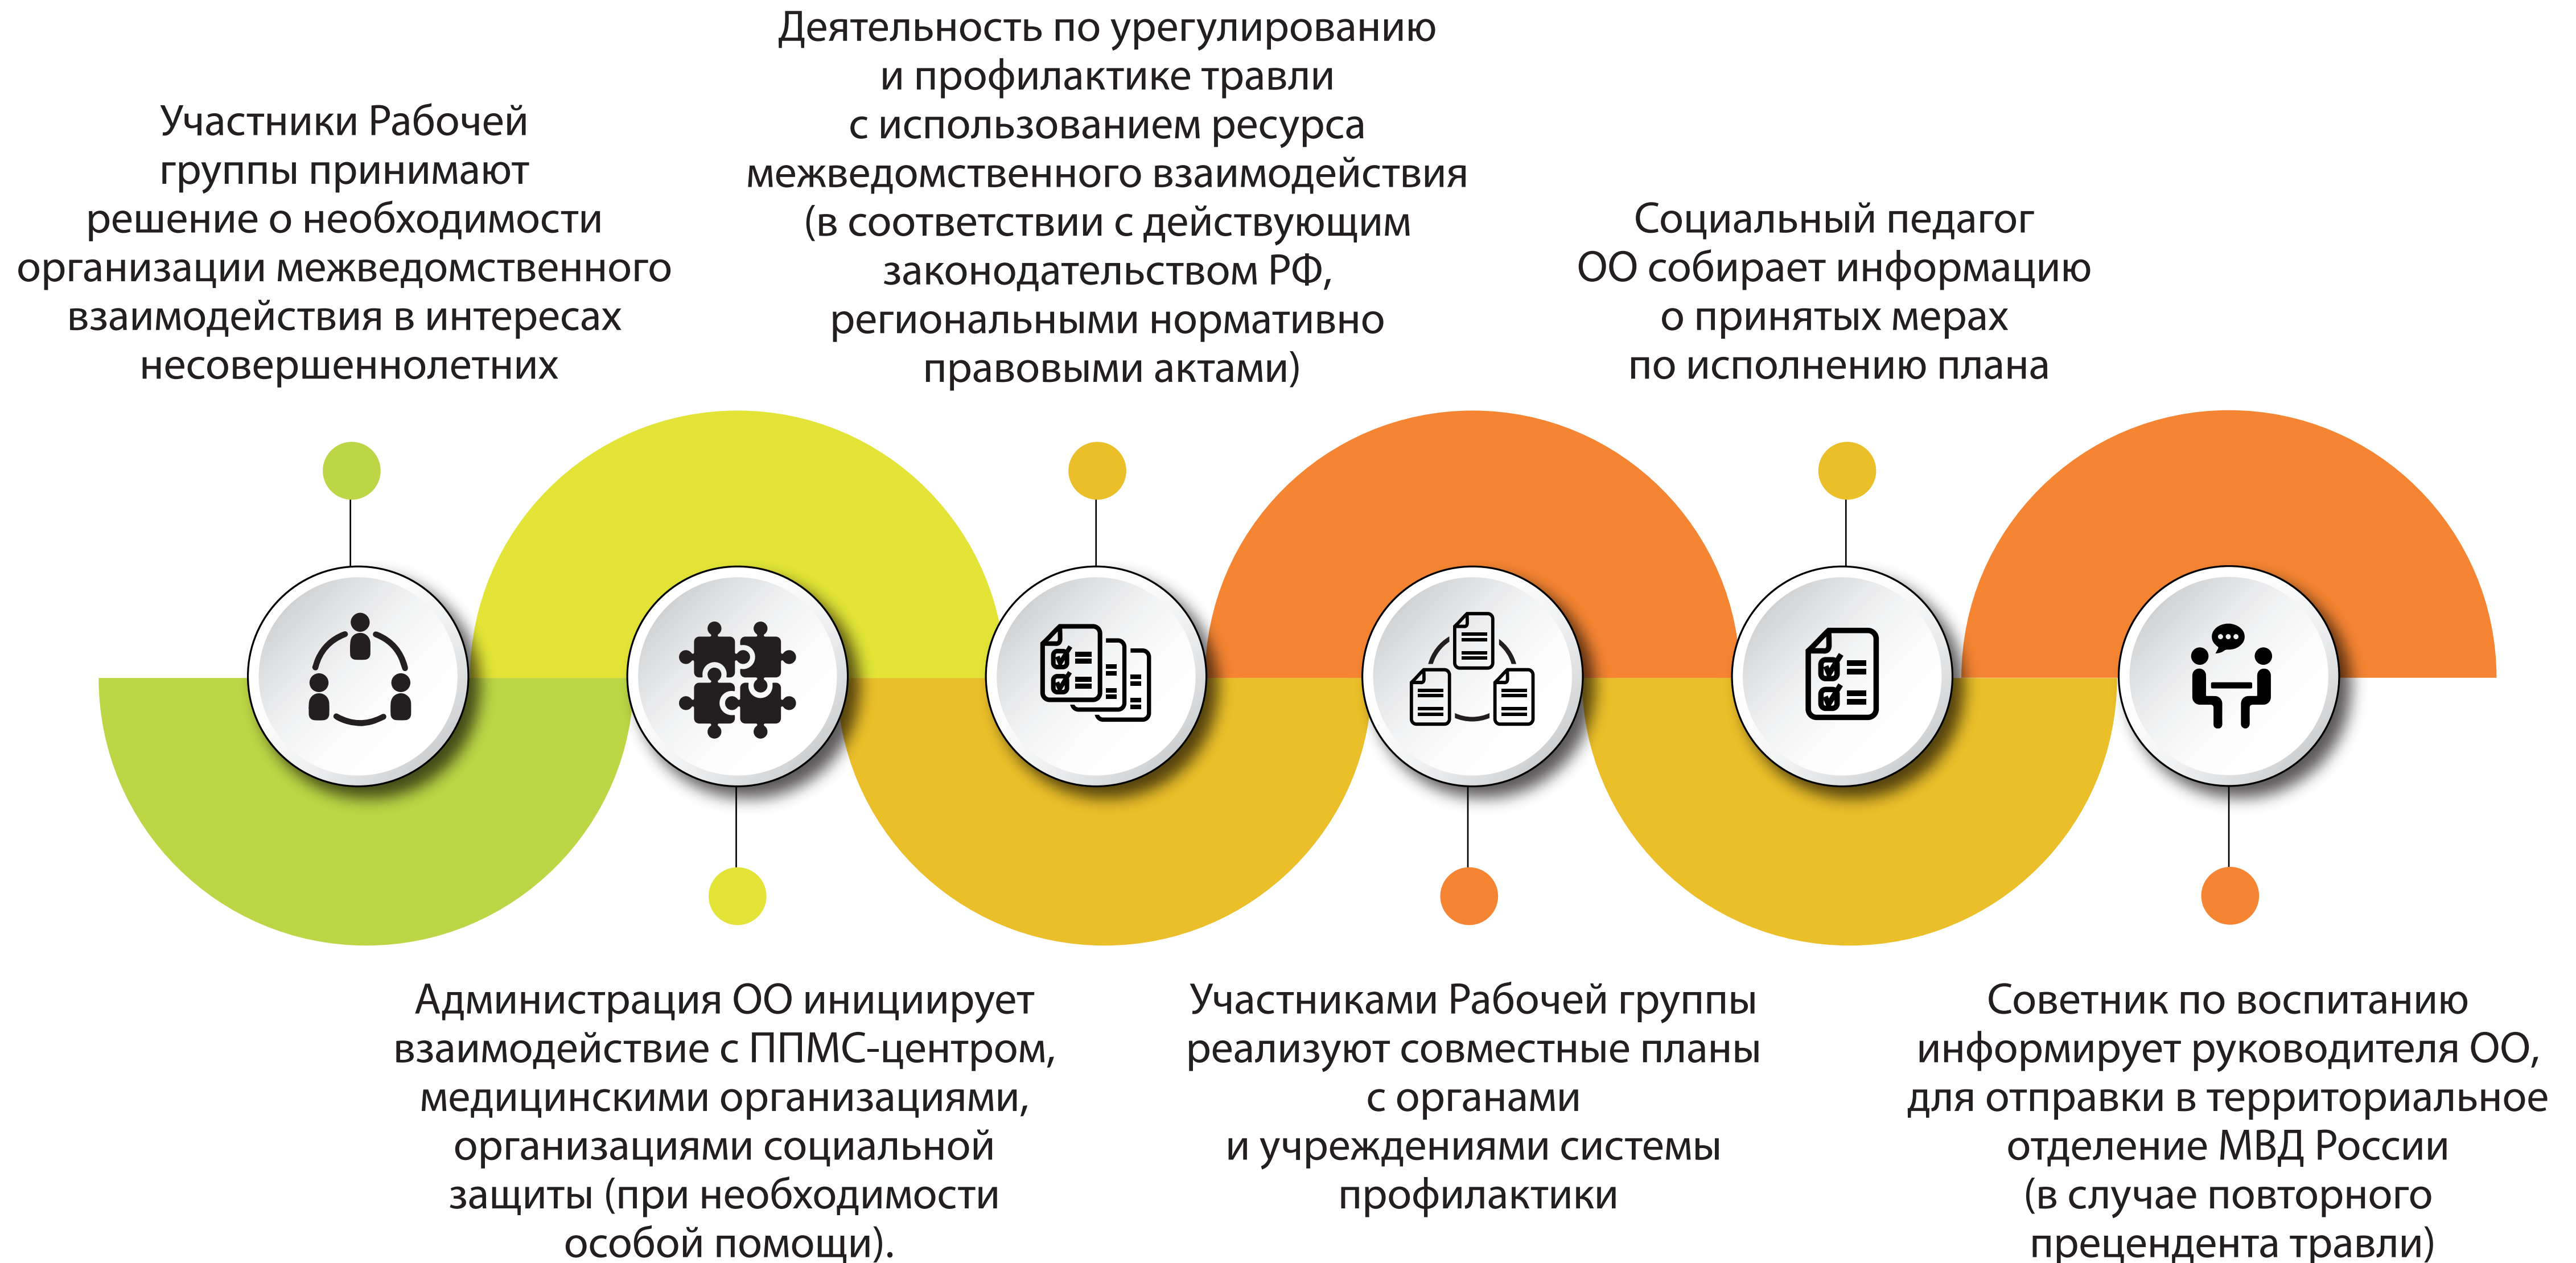 Участники Рабочей
группы принимают
решение о необходимости
организации межведомственного
взаимодействия в интересах
несовершеннолетних
Администрация ОО инициирует
взаимодействие с ППМС-центром,
медицинскими организациями,
организациями социальной
защиты (при необходимости
особой помощи).
Деятельность по урегулированию
и профилактике травли
с использованием ресурса
межведомственного взаимодействия
(в соответствии с действующим
законодательством РФ,
региональными нормативно
правовыми актами)
Участниками Рабочей группы
реализуют совместные планы
с органами
и учреждениями системы
профилактики
Социальный педагог
ОО собирает информацию
о принятых мерах
по исполнению плана
Советник по воспитанию
информирует руководителя ОО,
для отправки в территориальное
отделение МВД России
(в случае повторного
прецендента травли)